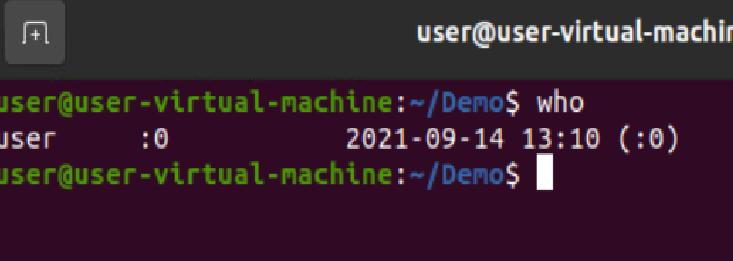 user@user-virtual-machin
user@user-virtual-machine:~/Demo$ who
user     :0           2021-09-14 13:10 (:0)
user@user-virtual-machine:~/Demo$